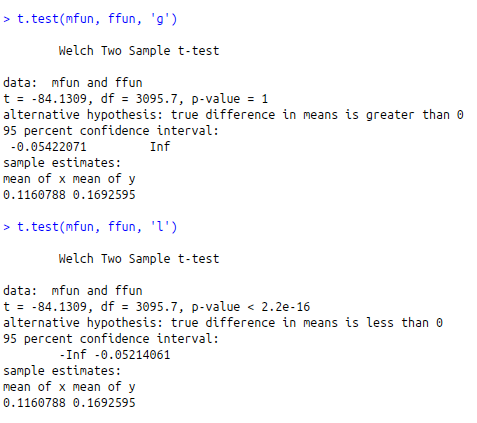 > t.test(mfun, ffun, 'g')
Welch Two Sample t-test
data:  mfun and ffun
t = -84.1309, df = 3095.7, p-value = 1
alternative hypothesis: true difference in means is greater than 0
95 percent confidence interval:
 -0.05422071         Inf
sample estimates:
mean of x mean of y
0.1160788 0.1692595
> t.test(mfun, ffun, 'l')
Welch Two Sample t-test
data:  mfun and ffun
t = -84.1309, df = 3095.7, p-value < 2.2e-16
alternative hypothesis: true difference in means is less than 0
95 percent confidence interval:
        -Inf -0.05214061
sample estimates:
mean of x mean of y
0.1160788 0.1692595